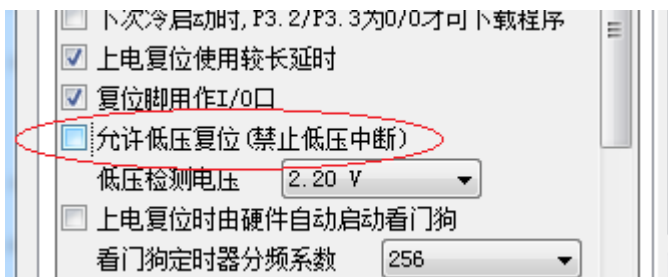 下次冷启动时,P3.2/P3.3为0/0才可下载程序
上电复位使用较长延时
复位脚用作I/O口
允许低压复位(禁止低压中断)
低压检测电压 2.20 V
上电复位时由硬件自动启动看门狗
看门狗定时器分频系数 256